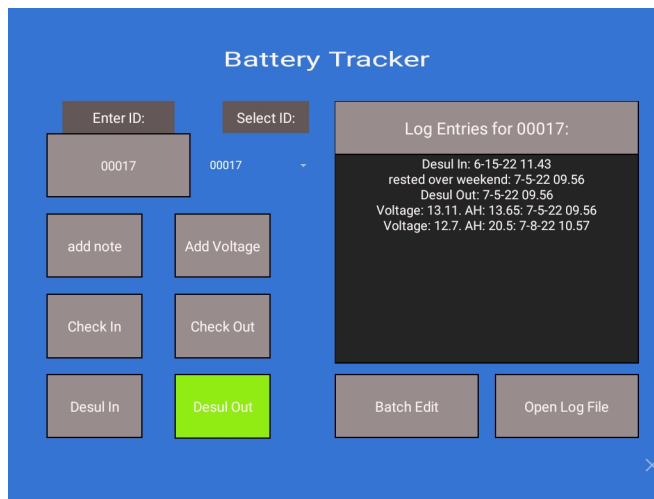 Battery Tracker
Enter ID:
Select ID:
00017
00017
add note
Add Voltage
Check In
Check Out
Desul In
Desul Out
Log Entries for 00017:
Desul In: 6-15-22 11.43
rested over weekend: 7-5-22 09.56
Desul Out: 7-5-22 09.56
Voltage: 13.11. AH: 13.65: 7-5-22 09.56
Voltage: 12.7. AH: 20.5: 7-8-22 10.57
Batch Edit
Open Log File